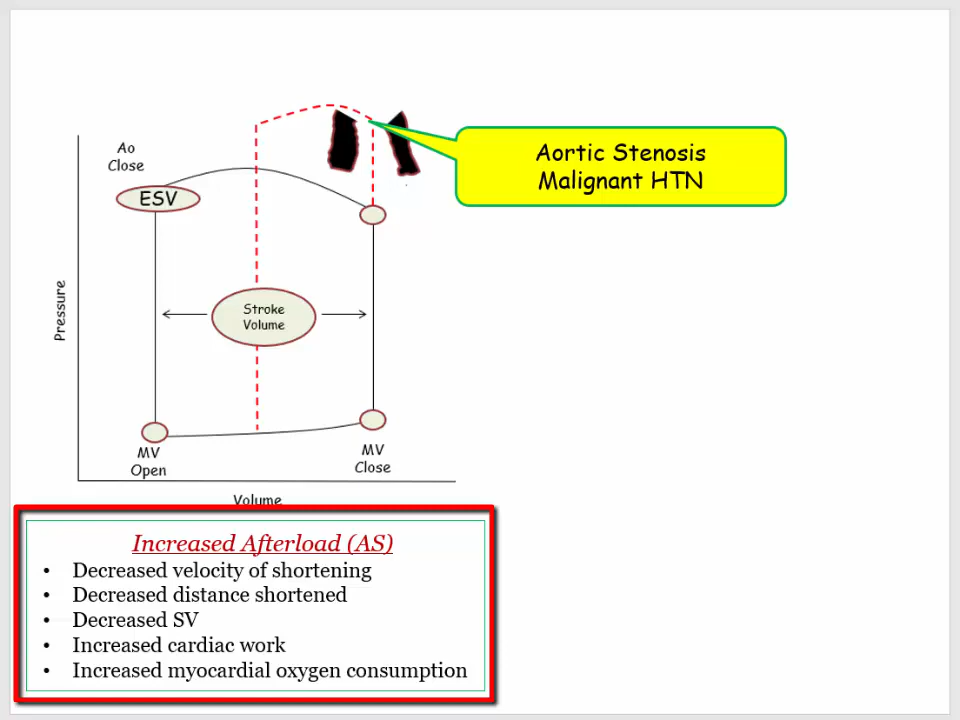 Aortic Stenosis
Malignant HTN
Ao
Close
ESV
Pressure
Stroke
Volume
MV
Open
MV
Close
Volume
Increased Afterload (AS)
• Decreased velocity of shortening
• Decreased distance shortened
• Decreased SV
• Increased cardiac work
• Increased myocardial oxygen consumption